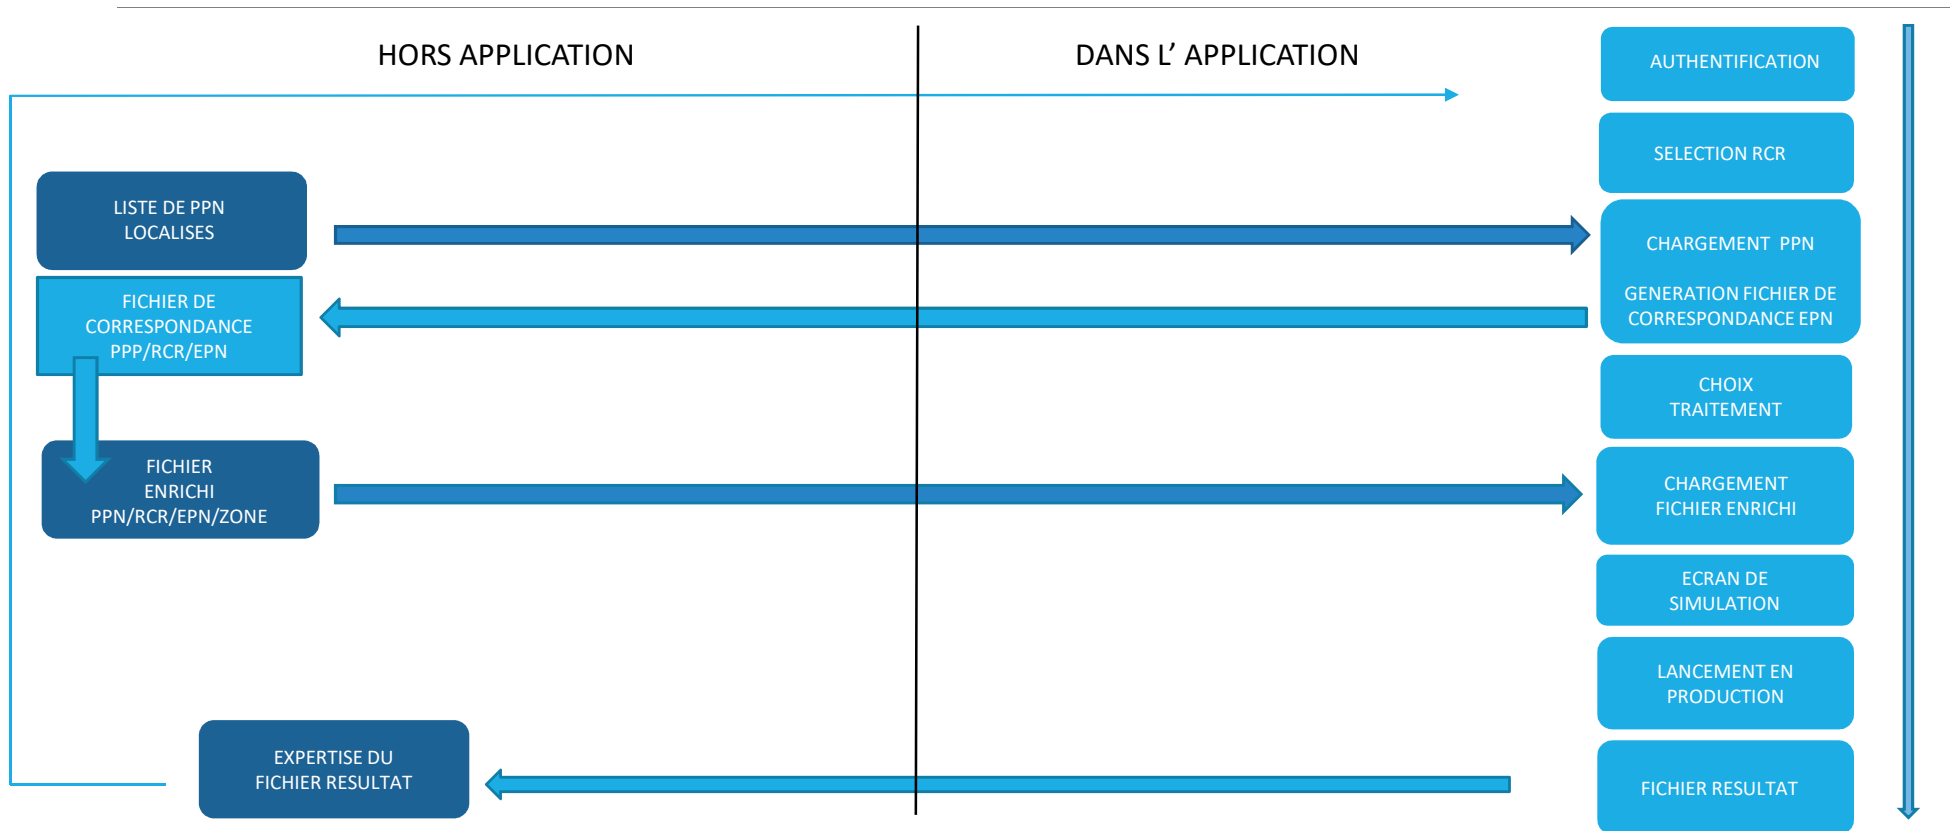 HORS APPLICATION
DANS L’ APPLICATION
AUTHENTIFICATION
SELECTION RCR
LISTE DE PPN
LOCALISES
CHARGEMENT PPN
GENERATION FICHIER DE
CORRESPONDANCE EPN
FICHIER DE
CORRESPONDANCE
PPP/RCR/EPN
CHOIX
TRAITEMENT
FICHIER
ENRICHI
PPN/RCR/EPN/ZONE
CHARGEMENT
FICHIER ENRICHI
ECRAN DE
SIMULATION
LANCEMENT EN
PRODUCTION
EXPERTISE DU
FICHIER RESULTAT
FICHIER RESULTAT